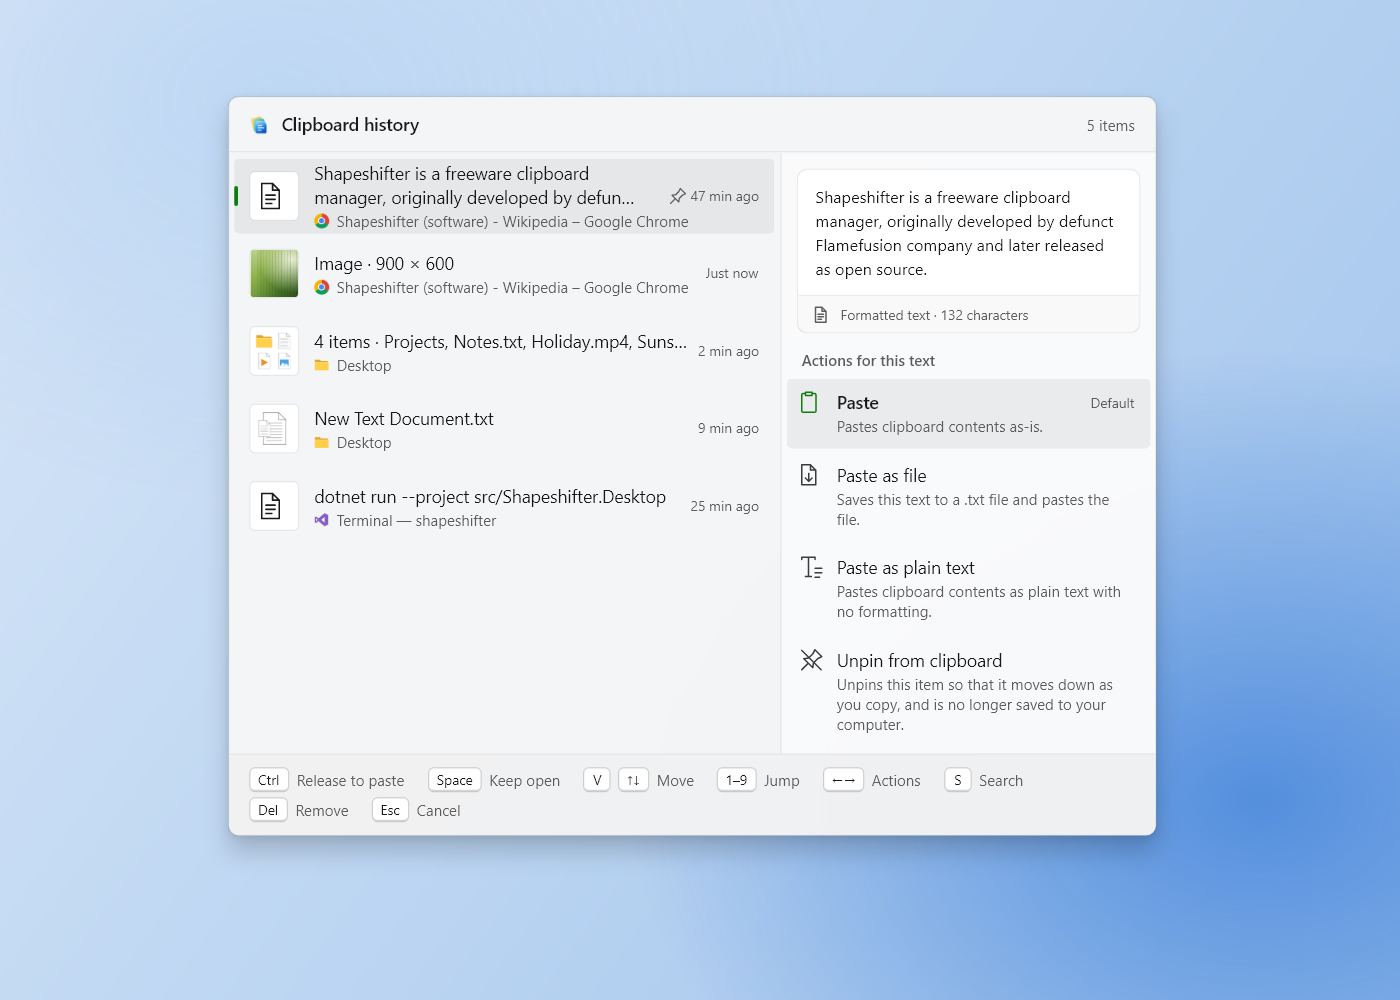 Clipboard history
5 items
Shapeshifter is a freeware clipboard
manager, originally developed by defun...
47 min ago
Shapeshifter (software) - Wikipedia – Google Chrome
Image · 900 × 600
Just now
Shapeshifter (software) - Wikipedia – Google Chrome
4 items · Projects, Notes.txt, Holiday.mp4, Suns...
2 min ago
Desktop
New Text Document.txt
9 min ago
Desktop
dotnet run --project src/Shapeshifter.Desktop
25 min ago
Terminal — shapeshifter
Shapeshifter is a freeware clipboard
manager, originally developed by defunct
Flamefusion company and later released
as open source.
Formatted text · 132 characters
Actions for this text
Paste
Default
Pastes clipboard contents as-is.
Paste as file
Saves this text to a .txt file and pastes the
file.
Paste as plain text
Pastes clipboard contents as plain text with
no formatting.
Unpin from clipboard
Unpins this item so that it moves down as
you copy, and is no longer saved to your
computer.
Ctrl Release to paste Space Keep open V ↑↓ Move 1–9 Jump ←→ Actions S Search
Del Remove Esc Cancel